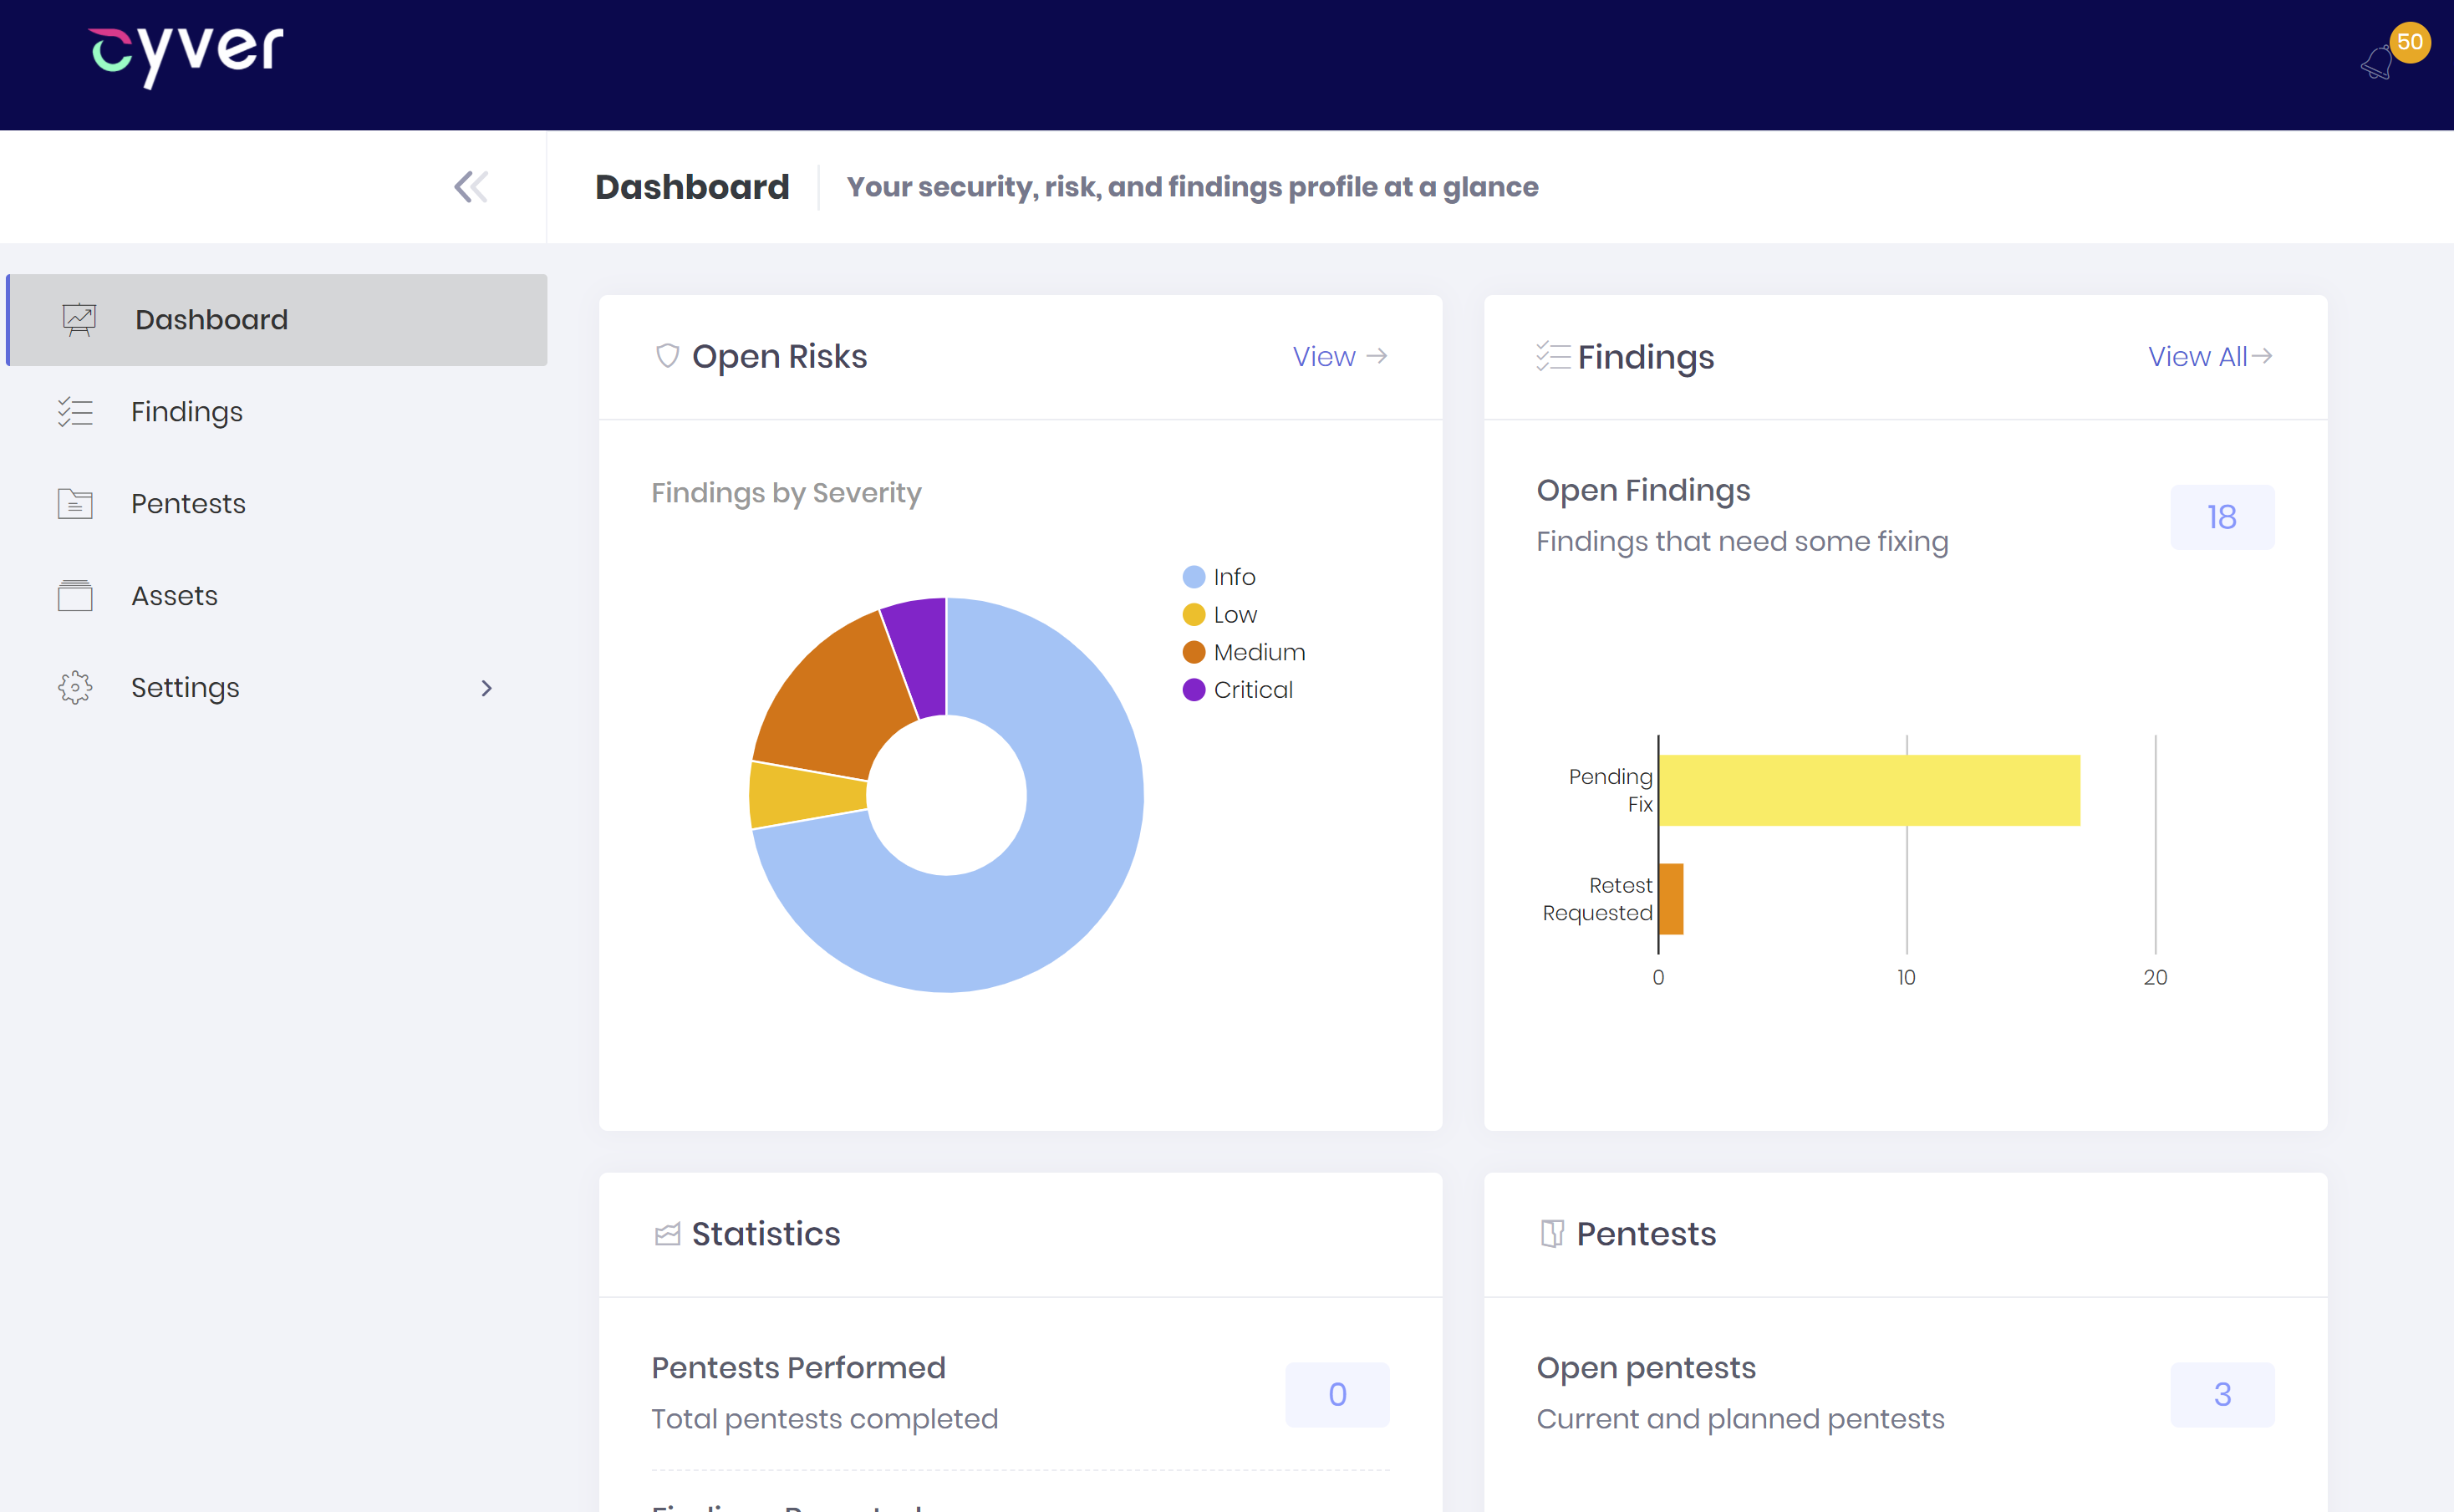 cyver
50
Dashboard
Your security, risk, and findings profile at a glance
Dashboard
Findings
Pentests
Assets
Settings
Open Risks
View
Findings by Severity
Info
Low
Medium
Critical
Findings
View All
Open Findings
18
Findings that need some fixing
Pending
Fix
Retest
Requested
0
10
20
Statistics
Pentests Performed
0
Total pentests completed
Pentests
Open pentests
3
Current and planned pentests